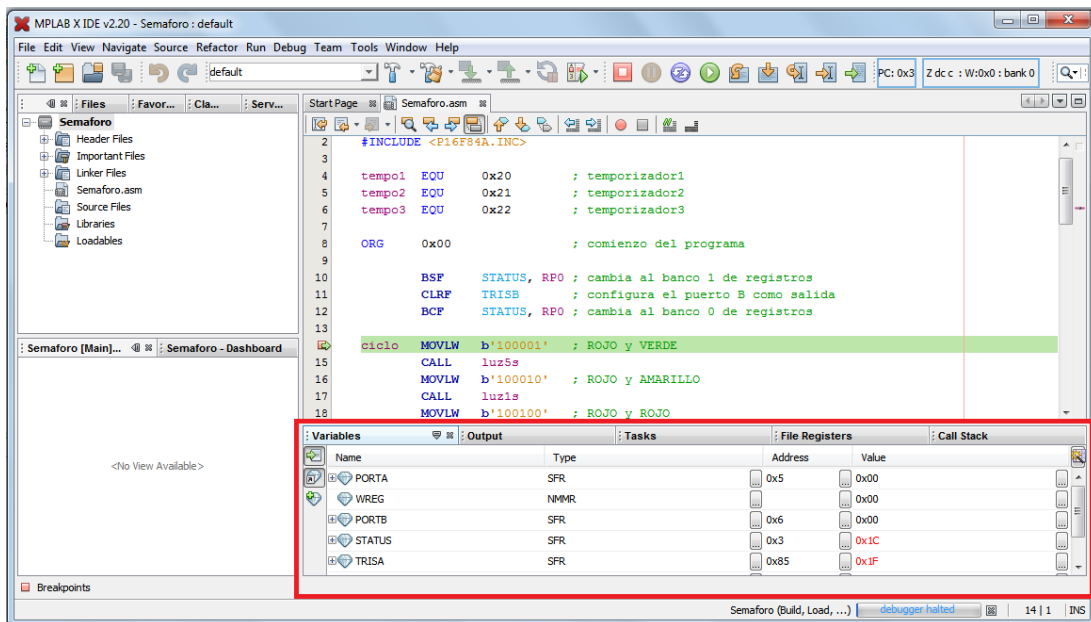 MPLAB X IDE v2.20 - Semaforo : default
File Edit View Navigate Source Refactor Run Debug Team Tools Window Help
default
PC: 0x3
Z dc c : W:0x0 : bank 0
Files Favor... Cla... Serv...
Semaforo
Header Files
Important Files
Linker Files
Semaforo.asm
Source Files
Libraries
Loadables
Semaforo [Main]... Semaforo - Dashboard
<No View Available>
Breakpoints
Start Page Semaforo.asm
2 #INCLUDE <P16F84A.INC>
3
4 tempo1 EQU 0x20 ; temporizador1
5 tempo2 EQU 0x21 ; temporizador2
6 tempo3 EQU 0x22 ; temporizador3
7
8 ORG 0x00 ; comienzo del programa
9
10 BSF STATUS, RP0 ; cambia al banco 1 de registros
11 CLRF TRISB ; configura el puerto B como salida
12 BCF STATUS, RP0 ; cambia al banco 0 de registros
13
ciclo MOVLW b'100001' ; ROJO y VERDE
15 CALL luz5s
16 MOVLW b'100010' ; ROJO y AMARILLO
17 CALL luz1s
18 MOVLW b'100100' ; ROJO y ROJO
Variables Output Tasks File Registers Call Stack
Name Type Address Value
PORTA SFR ... 0x5 ... 0x00 ...
WREG NMMR ... ... 0x00 ...
PORTB SFR ... 0x6 ... 0x00 ...
STATUS SFR ... 0x3 ... 0x1C ...
TRISA SFR ... 0x85 ... 0x1F ...
Semaforo (Build, Load, ...) debugger halted 14 | 1 INS